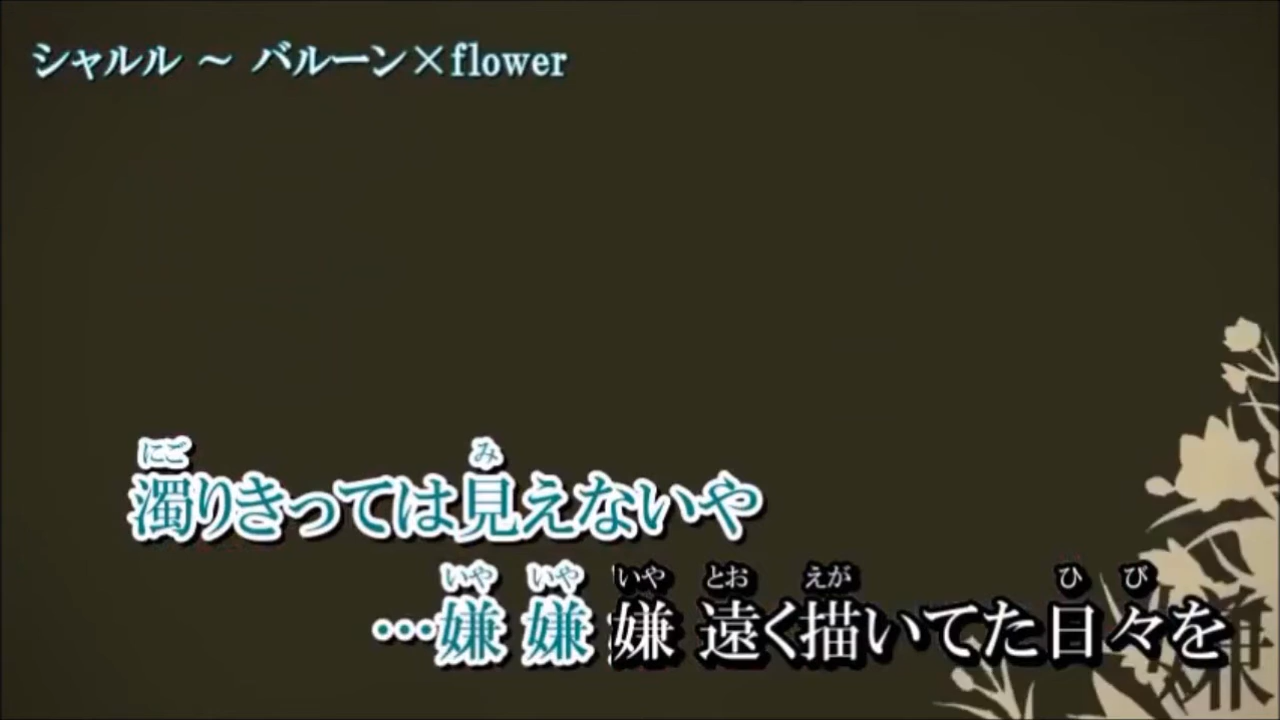 シャルル ～ バルーン×flower
にご み
濁りきっては見えないや
いや いや いや とお えが ひ び
…嫌 嫌 嫌 遠く描いてた日々を
嫌